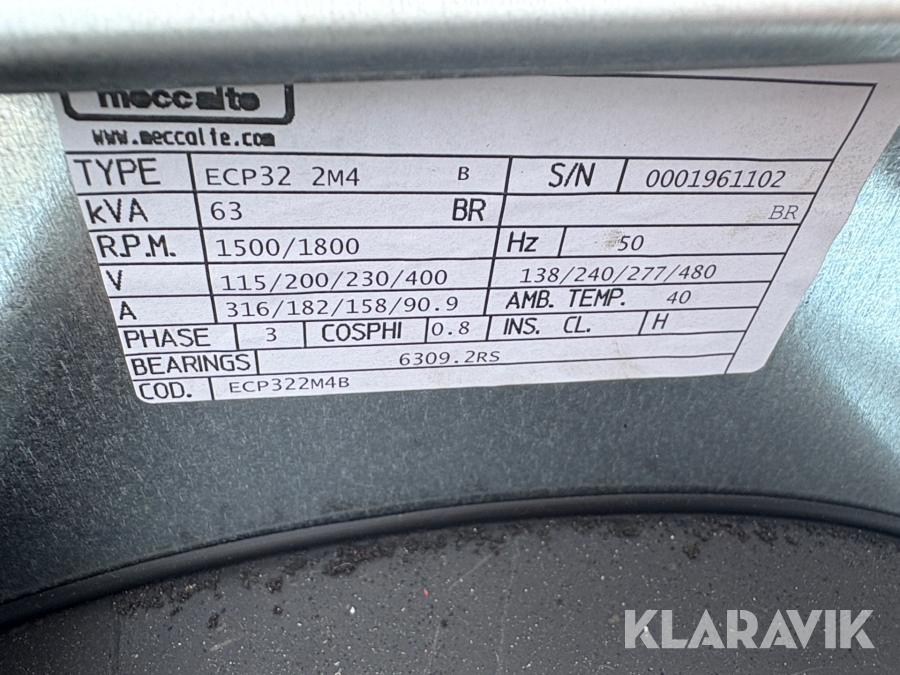 meccalte
www.meccalte.com
TYPE ECP32 2M4 B S/N 0001961102
kVA 63 BR BR
R.P.M. 1500/1800 Hz 50
V 115/200/230/400 138/240/277/480
A 316/182/158/90.9 AMB. TEMP. 40
PHASE 3 COSPHI 0.8 INS. CL. H
BEARINGS 6309.2RS
COD. ECP322M4B
KLARAVIK